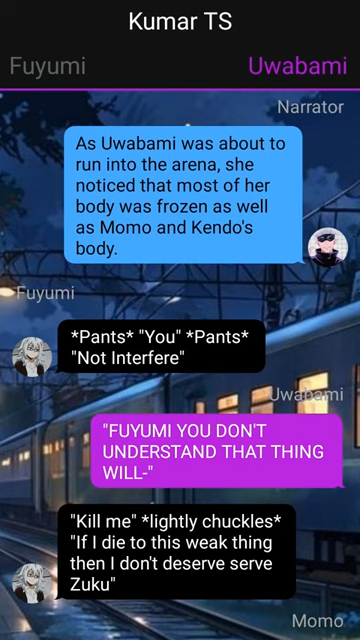 Kumar TS
Fuyumi
Uwabami
Narrator
As Uwabami was about to
run into the arena, she
noticed that most of her
body was frozen as well
as Momo and Kendo's
body.
Fuyumi
*Pants* "You" *Pants*
"Not Interfere"
Uwabami
"FUYUMI YOU DON'T
UNDERSTAND THAT THING
WILL-"
"Kill me" *lightly chuckles*
"If I die to this weak thing
then I don't deserve serve
Zuku"
Momo